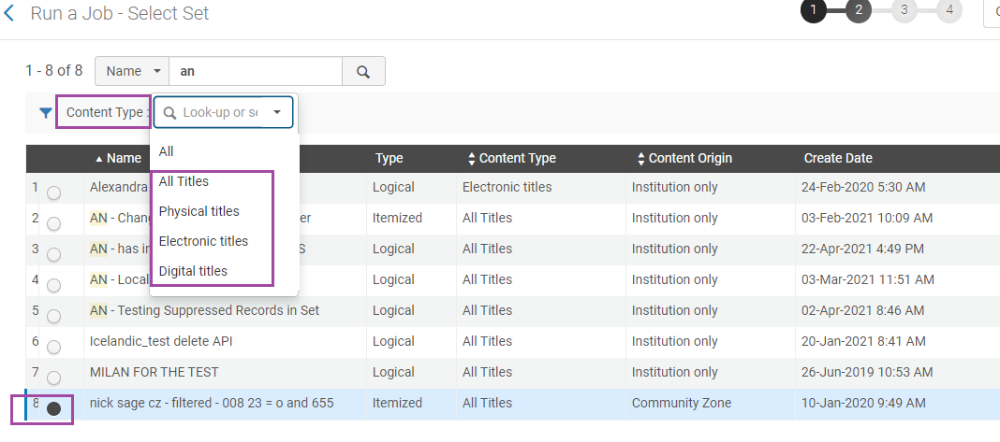 Run a Job - Select Set
1 2 3 4
1 - 8 of 8 Name an
Content Type : Look-up or se
All
All Titles
Physical titles
Electronic titles
Digital titles
Name Type Content Type Content Origin Create Date
1 Alexandra Logical Electronic titles Institution only 24-Feb-2020 5:30 AM
2 AN - Chang er Itemized All Titles Institution only 03-Feb-2021 10:09 AM
3 AN - has in S Logical All Titles Institution only 22-Apr-2021 4:49 PM
4 AN - Local Logical All Titles Institution only 03-Mar-2021 11:51 AM
5 AN - Testing Suppressed Records in Set Logical All Titles Institution only 02-Apr-2021 8:46 AM
6 Icelandic_test delete API Logical All Titles Institution only 20-Jan-2021 8:41 AM
7 MILAN FOR THE TEST Logical All Titles Institution only 26-Jun-2019 10:53 AM
8 nick sage cz - filtered - 008 23 = o and 655 Itemized All Titles Community Zone 10-Jan-2020 9:49 AM